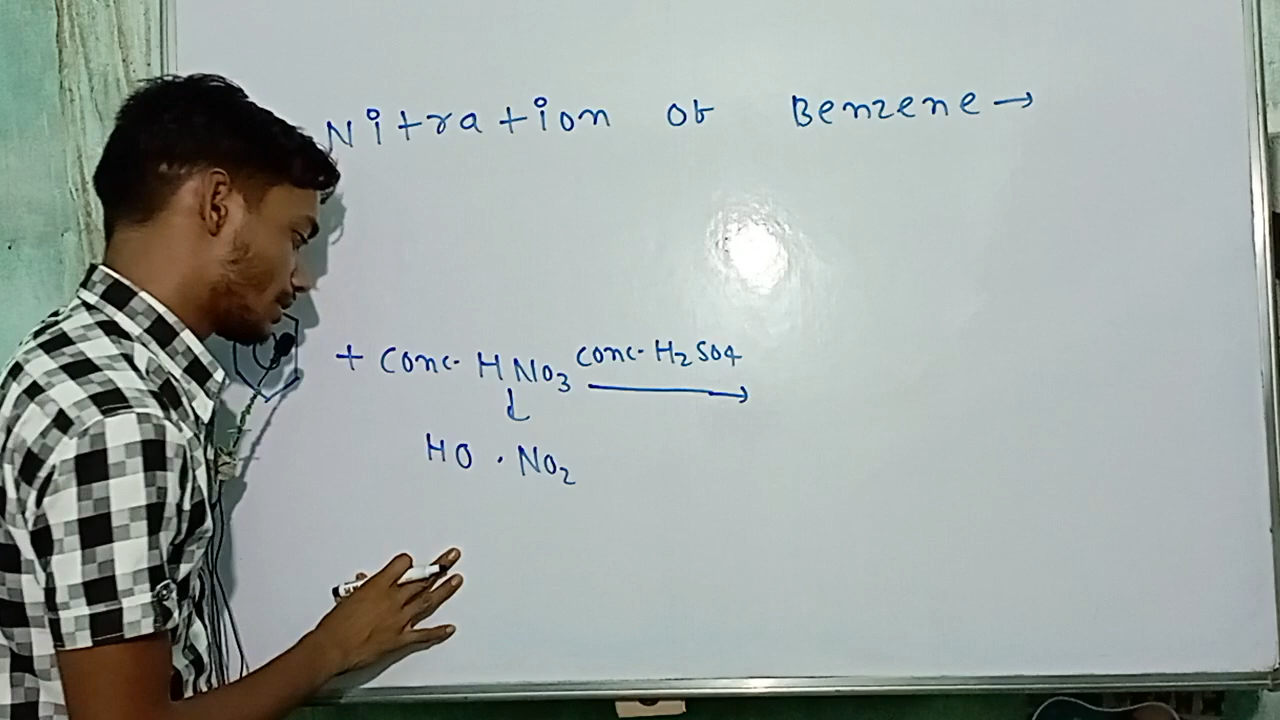 Nitration of Benzene →
+ Conc. HNO3 conc. H2SO4
HO . NO2